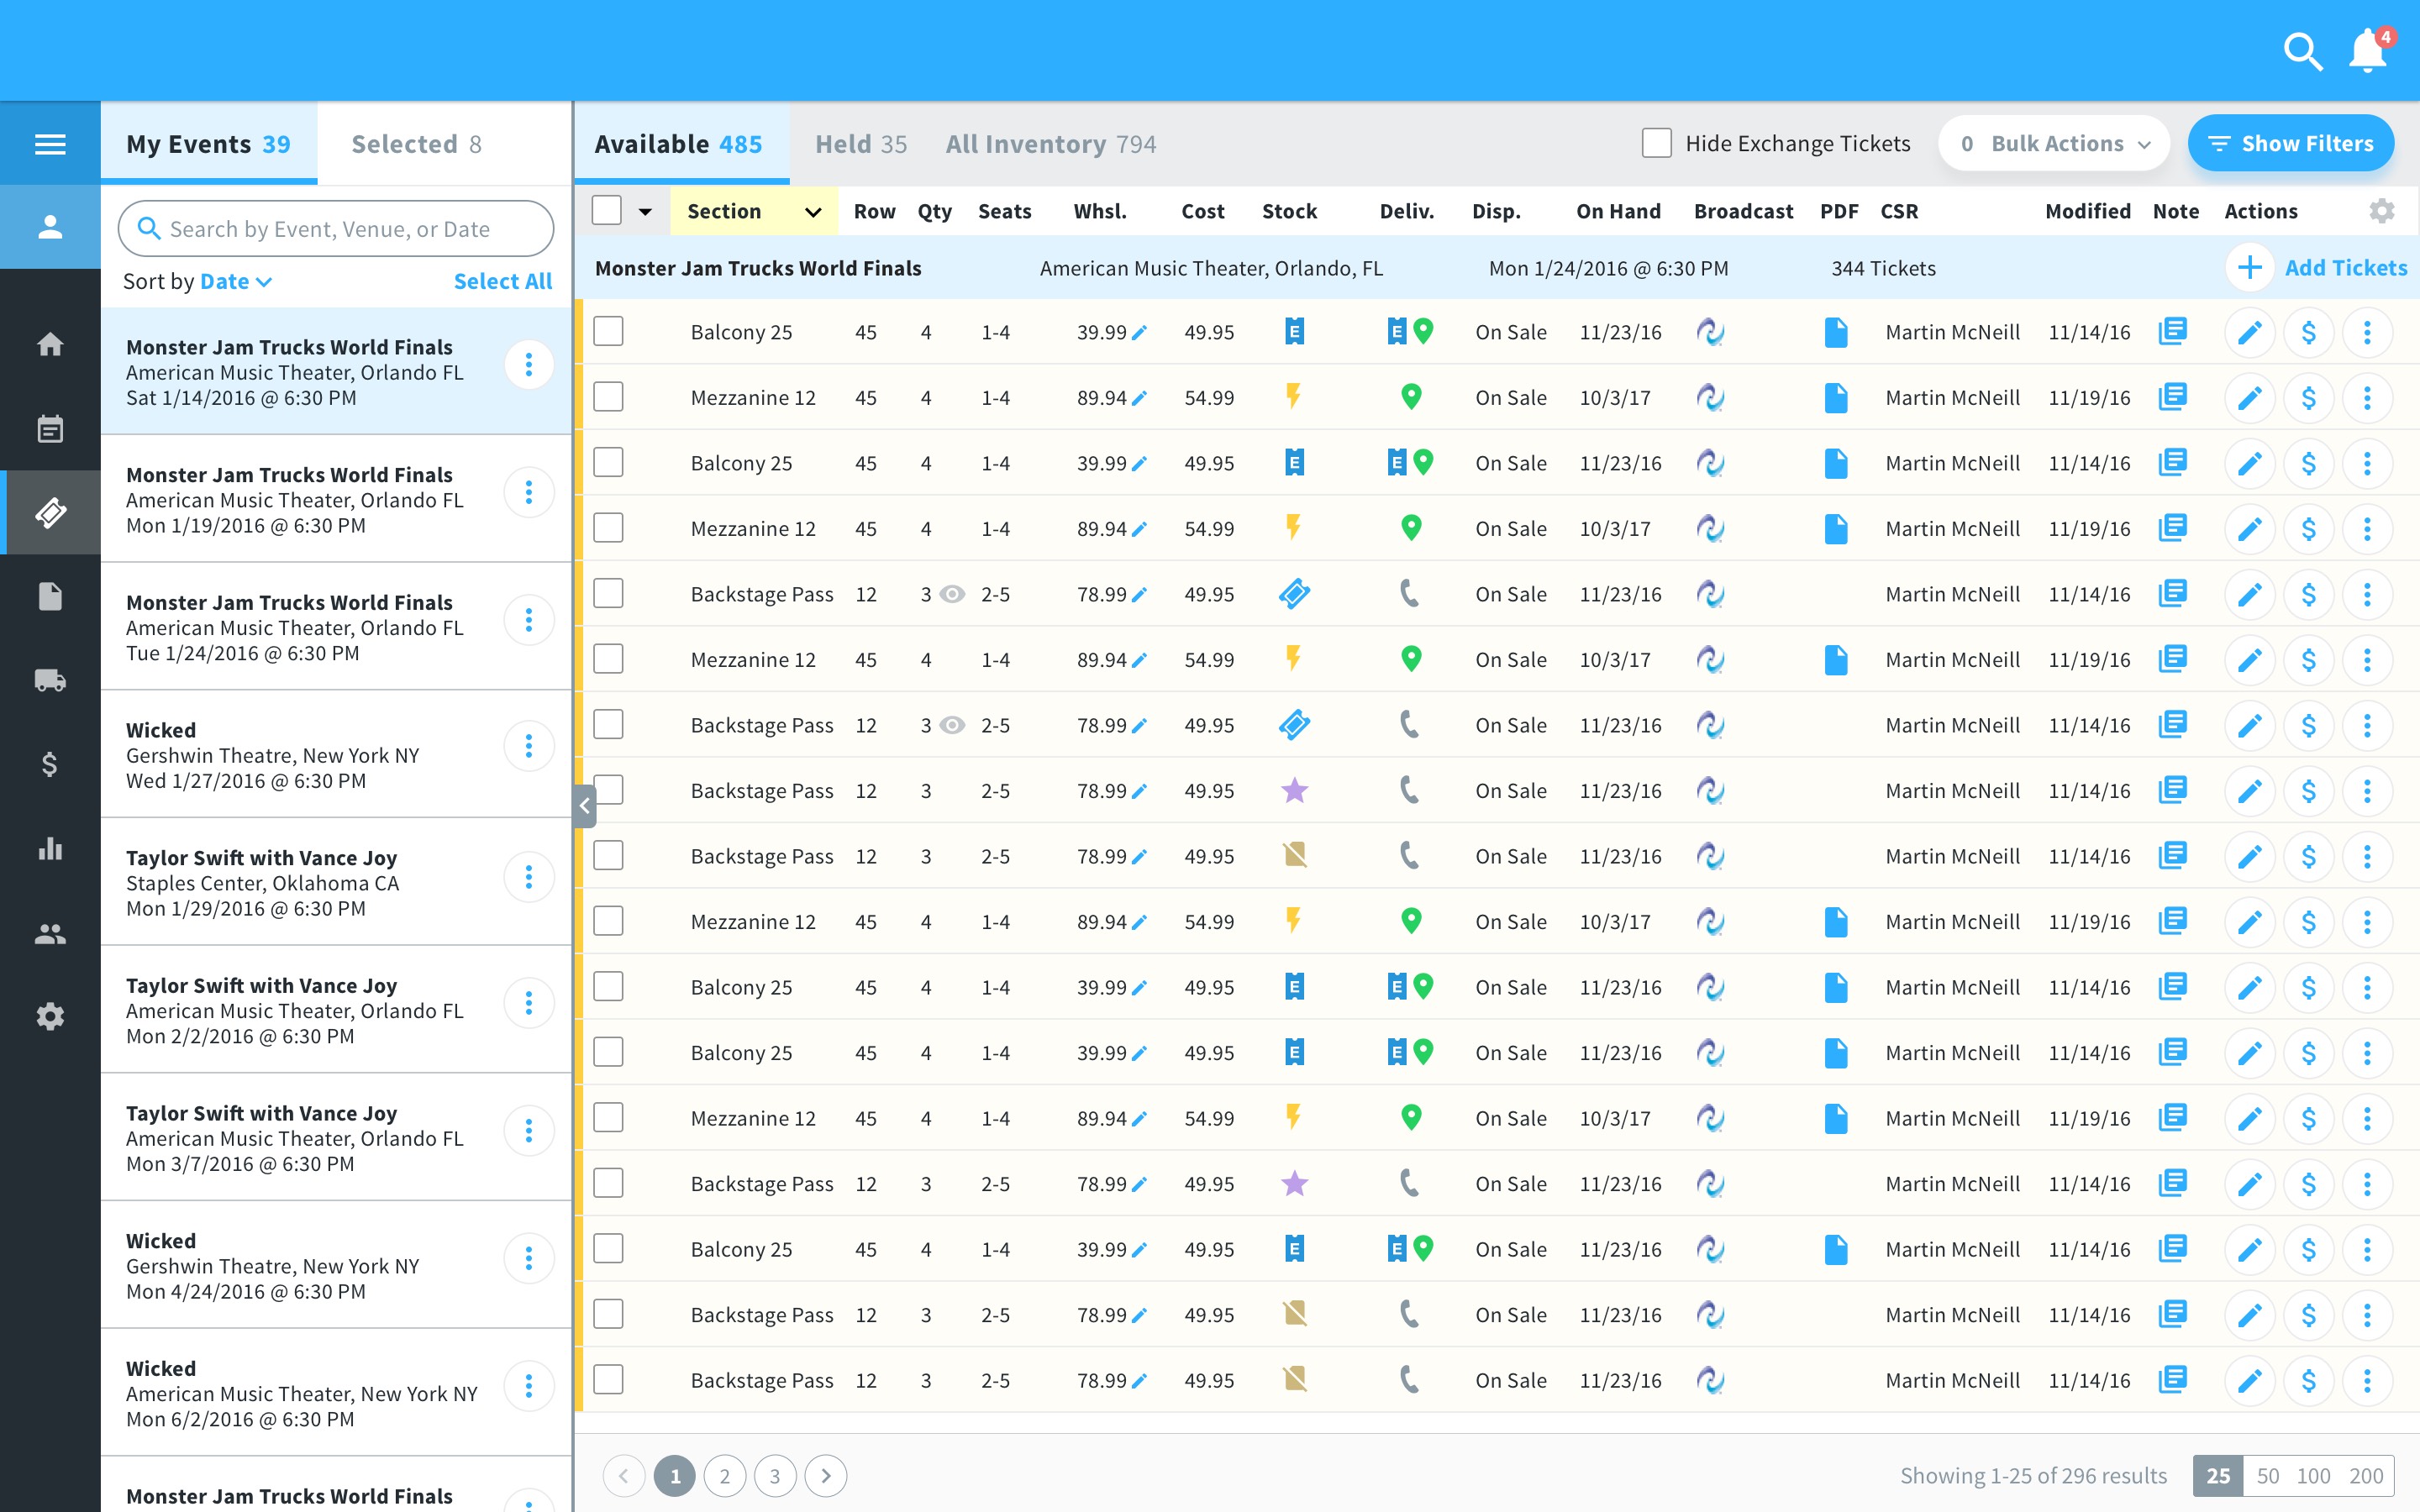 4
My Events 39
Selected 8
Search by Event, Venue, or Date
Sort by Date
Select All
Monster Jam Trucks World Finals
American Music Theater, Orlando FL
Sat 1/14/2016 @ 6:30 PM
Monster Jam Trucks World Finals
American Music Theater, Orlando FL
Mon 1/19/2016 @ 6:30 PM
Monster Jam Trucks World Finals
American Music Theater, Orlando FL
Tue 1/24/2016 @ 6:30 PM
Wicked
Gershwin Theatre, New York NY
Wed 1/27/2016 @ 6:30 PM
Taylor Swift with Vance Joy
Staples Center, Oklahoma CA
Mon 1/29/2016 @ 6:30 PM
Taylor Swift with Vance Joy
American Music Theater, Orlando FL
Mon 2/2/2016 @ 6:30 PM
Taylor Swift with Vance Joy
American Music Theater, Orlando FL
Mon 3/7/2016 @ 6:30 PM
Wicked
Gershwin Theatre, New York NY
Mon 4/24/2016 @ 6:30 PM
Wicked
American Music Theater, New York NY
Mon 6/2/2016 @ 6:30 PM
Monster Jam Trucks World Finals
Available 485 Held 35 All Inventory 794 Hide Exchange Tickets 0 Bulk Actions Show Filters
Section Row Qty Seats Whsl. Cost Stock Deliv. Disp. On Hand Broadcast PDF CSR Modified Note Actions
Monster Jam Trucks World Finals American Music Theater, Orlando, FL Mon 1/24/2016 @ 6:30 PM 344 Tickets Add Tickets
Balcony 25 45 4 1-4 39.99 49.95 E E On Sale 11/23/16 Martin McNeill 11/14/16
Mezzanine 12 45 4 1-4 89.94 54.99 On Sale 10/3/17 Martin McNeill 11/19/16
Balcony 25 45 4 1-4 39.99 49.95 E E On Sale 11/23/16 Martin McNeill 11/14/16
Mezzanine 12 45 4 1-4 89.94 54.99 On Sale 10/3/17 Martin McNeill 11/19/16
Backstage Pass 12 3 2-5 78.99 49.95 On Sale 11/23/16 Martin McNeill 11/14/16
Mezzanine 12 45 4 1-4 89.94 54.99 On Sale 10/3/17 Martin McNeill 11/19/16
Backstage Pass 12 3 2-5 78.99 49.95 On Sale 11/23/16 Martin McNeill 11/14/16
Backstage Pass 12 3 2-5 78.99 49.95 On Sale 11/23/16 Martin McNeill 11/14/16
Backstage Pass 12 3 2-5 78.99 49.95 On Sale 11/23/16 Martin McNeill 11/14/16
Mezzanine 12 45 4 1-4 89.94 54.99 On Sale 10/3/17 Martin McNeill 11/19/16
Balcony 25 45 4 1-4 39.99 49.95 E E On Sale 11/23/16 Martin McNeill 11/14/16
Balcony 25 45 4 1-4 39.99 49.95 E E On Sale 11/23/16 Martin McNeill 11/14/16
Mezzanine 12 45 4 1-4 89.94 54.99 On Sale 10/3/17 Martin McNeill 11/19/16
Backstage Pass 12 3 2-5 78.99 49.95 On Sale 11/23/16 Martin McNeill 11/14/16
Balcony 25 45 4 1-4 39.99 49.95 E E On Sale 11/23/16 Martin McNeill 11/14/16
Backstage Pass 12 3 2-5 78.99 49.95 On Sale 11/23/16 Martin McNeill 11/14/16
Backstage Pass 12 3 2-5 78.99 49.95 On Sale 11/23/16 Martin McNeill 11/14/16
1 2 3 Showing 1-25 of 296 results 25 50 100 200